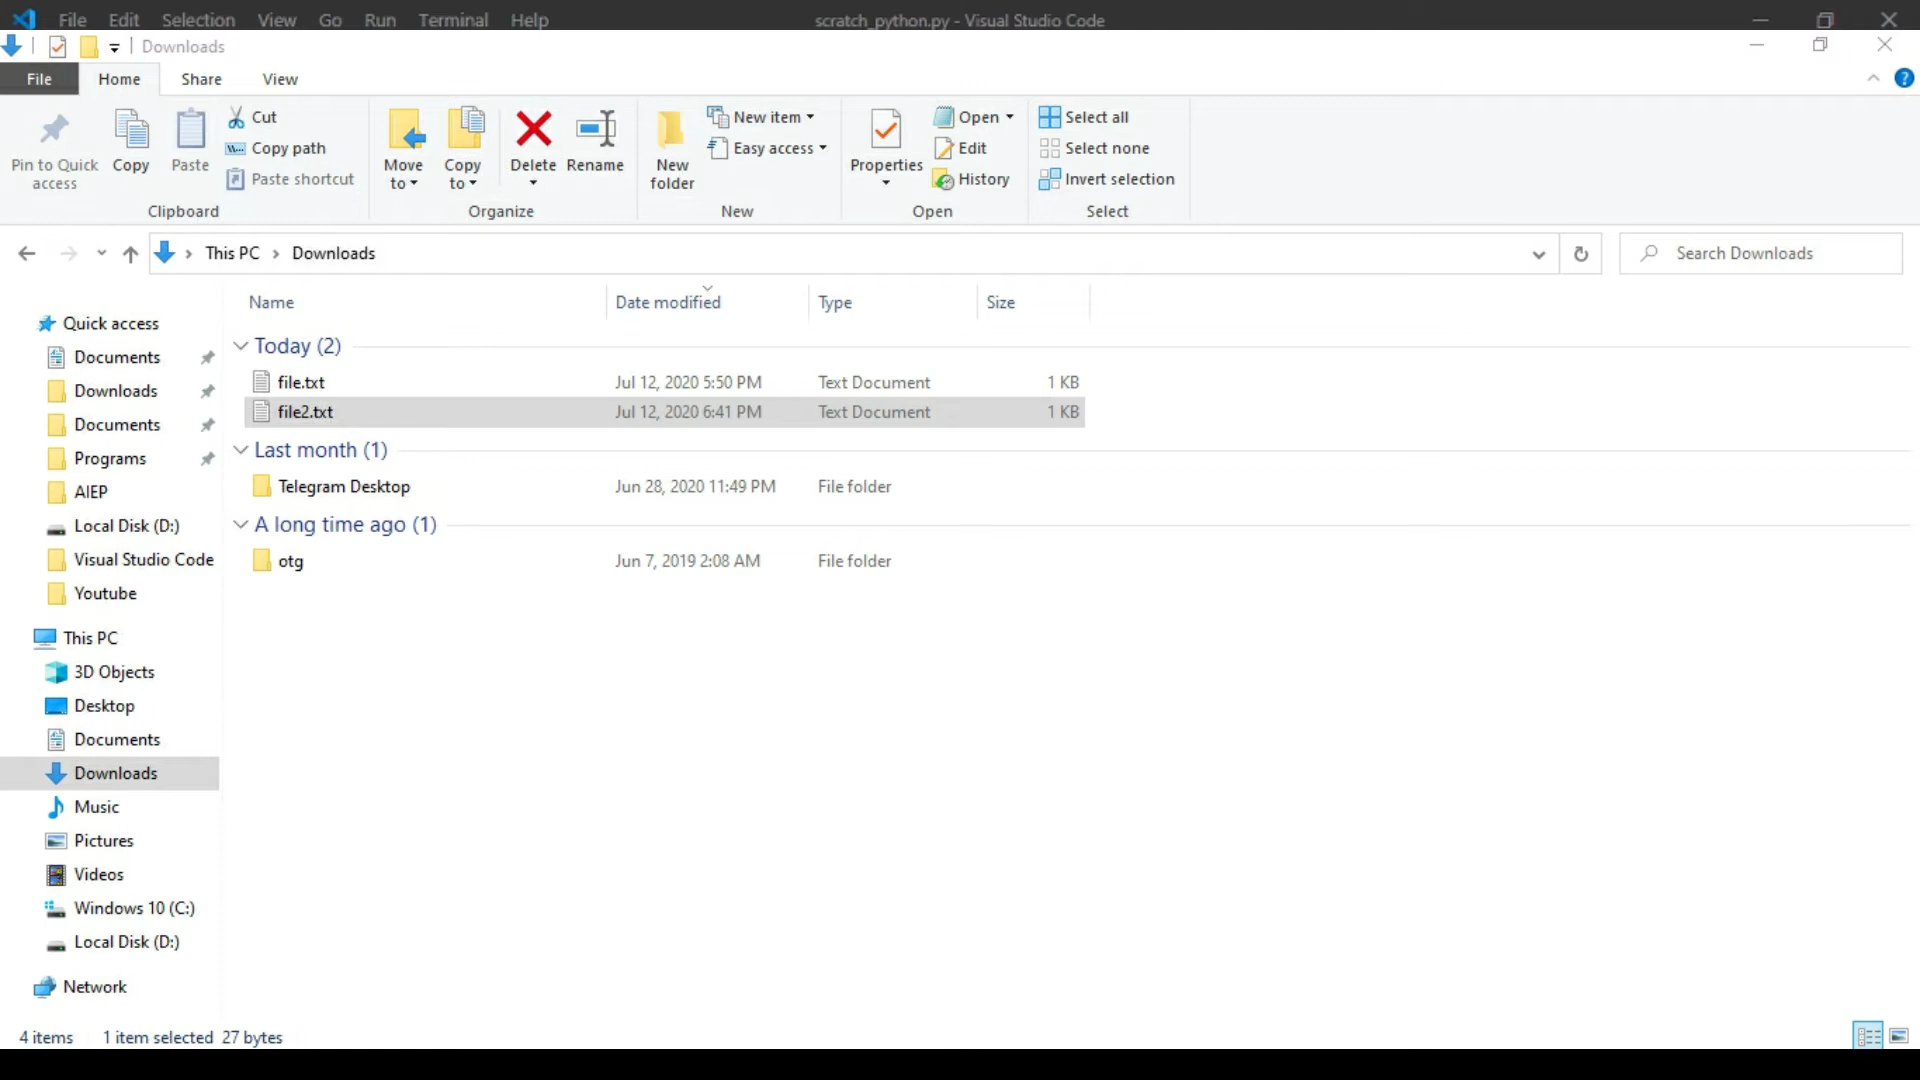 File Edit Selection View Go Run Terminal Help scratch_python.py - Visual Studio Code
Downloads
File Home Share View
Pin to Quick access
Copy
Paste
Cut
Copy path
Paste shortcut
Clipboard
Move to
Copy to
Delete
Rename
Organize
New folder
New item
Easy access
New
Properties
Open
Edit
History
Open
Select all
Select none
Invert selection
Select
This PC > Downloads
Search Downloads
Quick access
Documents
Downloads
Documents
Programs
AIEP
Local Disk (D:)
Visual Studio Code
Youtube
This PC
3D Objects
Desktop
Documents
Downloads
Music
Pictures
Videos
Windows 10 (C:)
Local Disk (D:)
Network
Name Date modified Type Size
Today (2)
file.txt Jul 12, 2020 5:50 PM Text Document 1 KB
file2.txt Jul 12, 2020 6:41 PM Text Document 1 KB
Last month (1)
Telegram Desktop Jun 28, 2020 11:49 PM File folder
A long time ago (1)
otg Jun 7, 2019 2:08 AM File folder
4 items 1 item selected 27 bytes